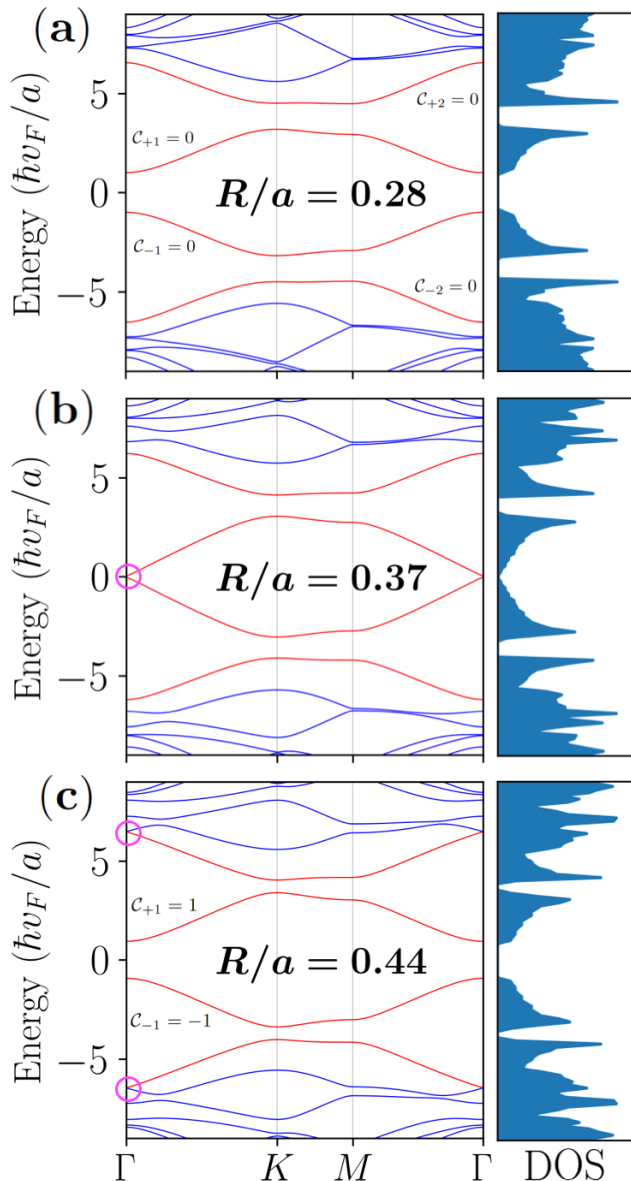 (a)
Energy (ħv_F/a)
5
0
−5
C_{+2} = 0
C_{+1} = 0
R/a = 0.28
C_{−1} = 0
C_{−2} = 0
(b)
Energy (ħv_F/a)
5
0
−5
R/a = 0.37
(c)
Energy (ħv_F/a)
5
0
−5
C_{+1} = 1
R/a = 0.44
C_{−1} = −1
Γ K M Γ DOS